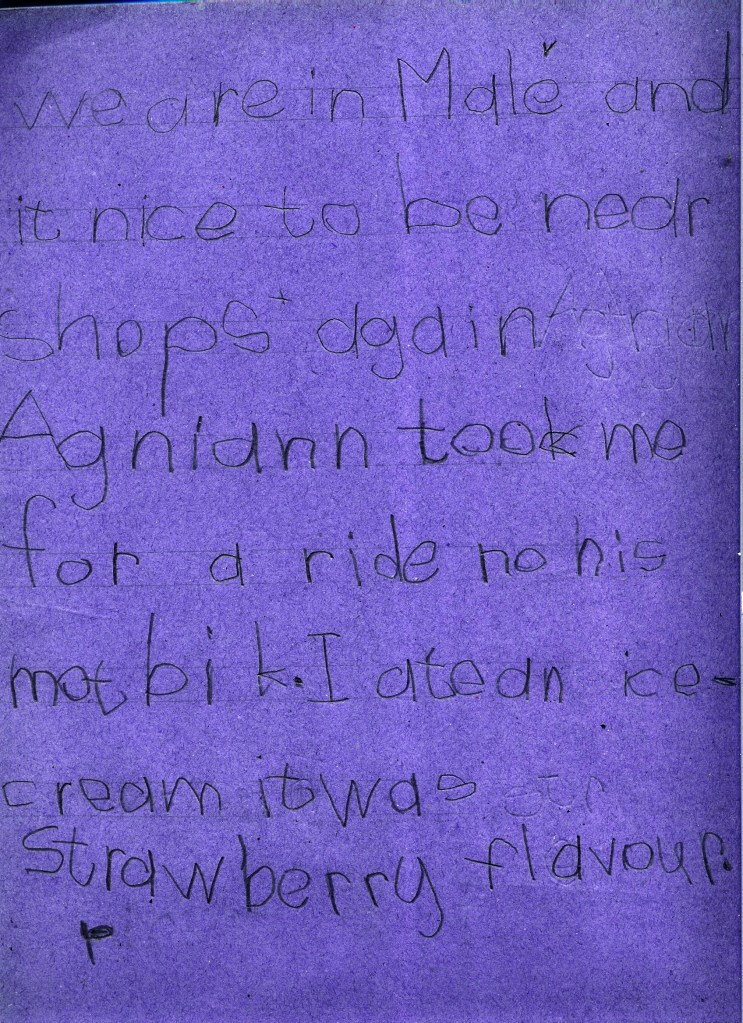 we are in Malé and
it nice to be near
shops again
Agniann took me
for a ride no his
mot bik. I ate an ice-
cream it was
Strawberry flavour.
r